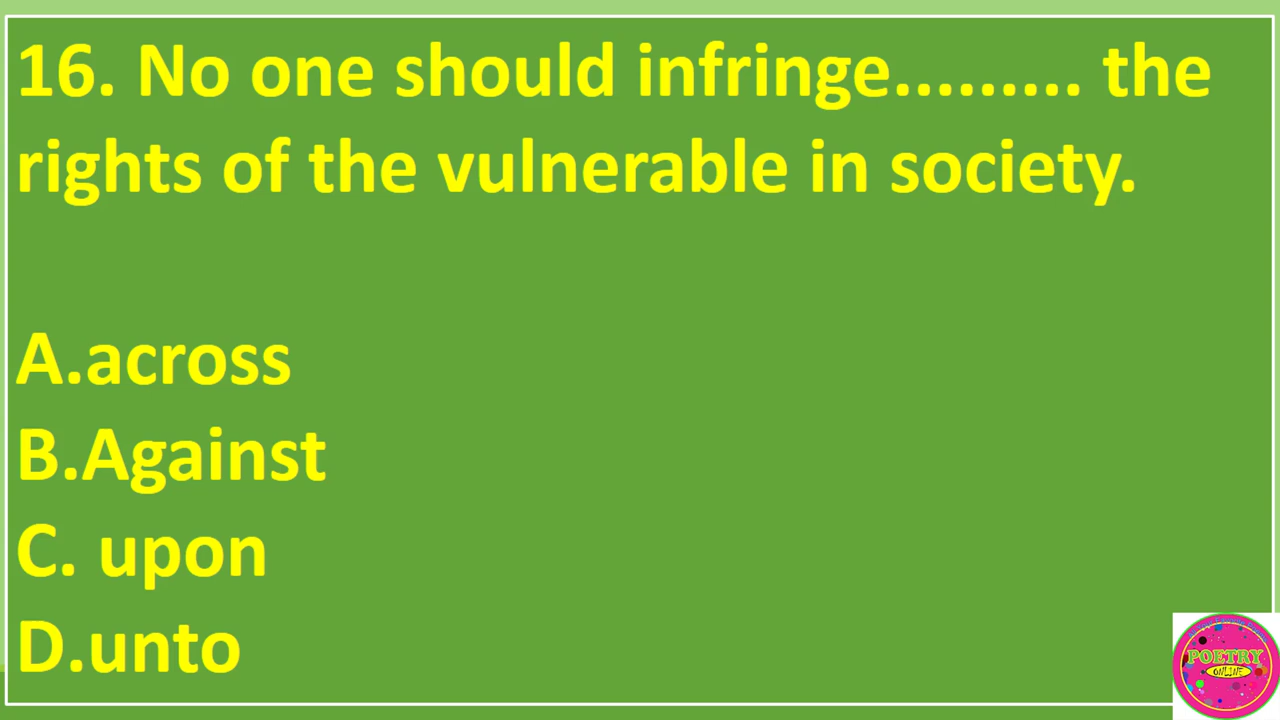 16. No one should infringe......... the
rights of the vulnerable in society.
A.across
B.Against
C. upon
D.unto
POETRY
ONLINE